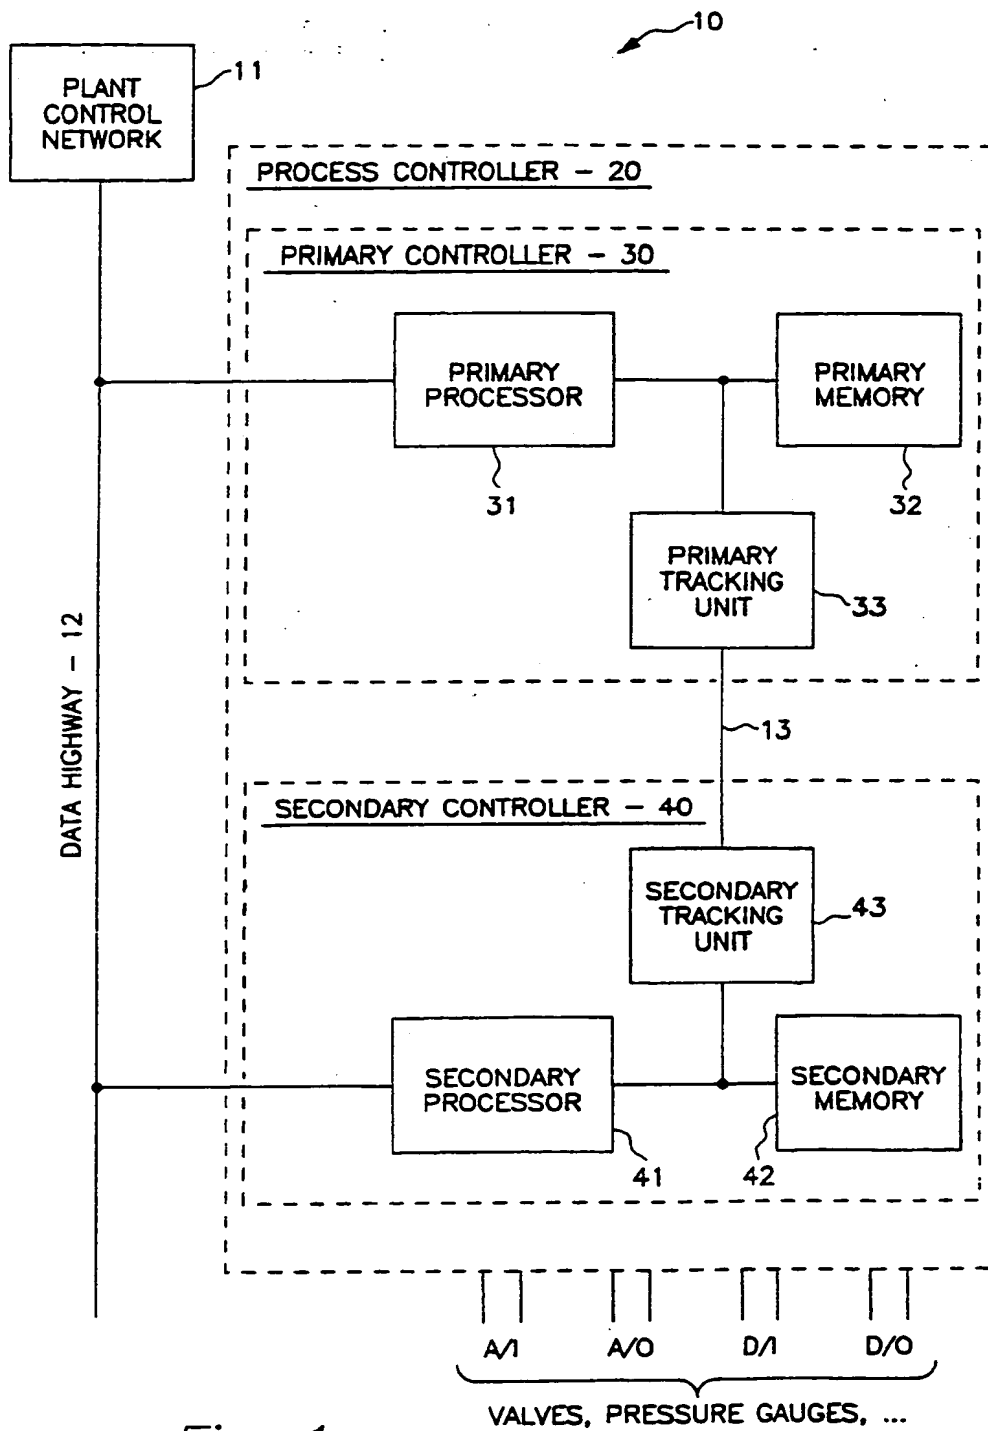 10
PLANT
CONTROL
NETWORK
11
PROCESS CONTROLLER - 20
PRIMARY CONTROLLER - 30
PRIMARY
PROCESSOR
31
PRIMARY
MEMORY
32
PRIMARY
TRACKING
UNIT
33
DATA HIGHWAY - 12
13
SECONDARY CONTROLLER - 40
SECONDARY
TRACKING
UNIT
43
SECONDARY
PROCESSOR
41
SECONDARY
MEMORY
42
A/I
A/O
D/I
D/O
VALVES, PRESSURE GAUGES, ...